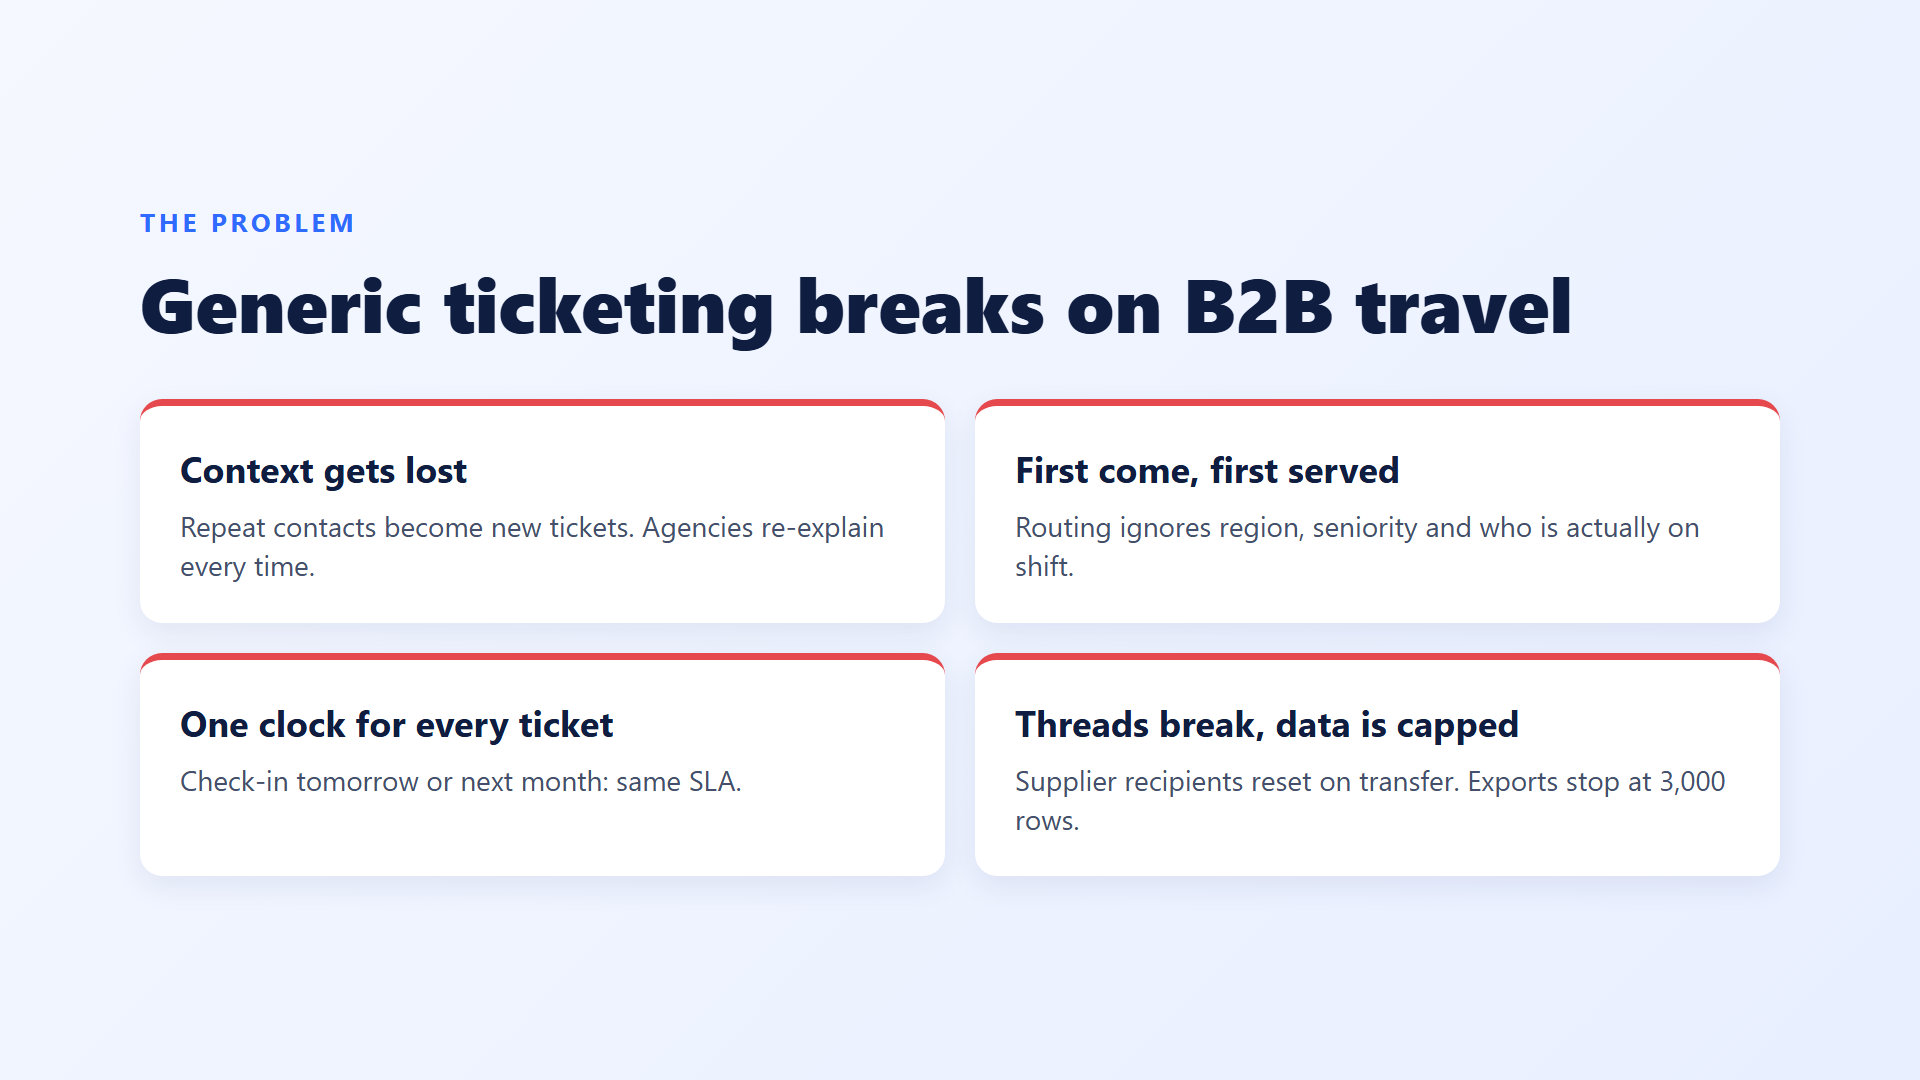 THE PROBLEM
Generic ticketing breaks on B2B travel
Context gets lost
Repeat contacts become new tickets. Agencies re-explain
every time.
First come, first served
Routing ignores region, seniority and who is actually on
shift.
One clock for every ticket
Check-in tomorrow or next month: same SLA.
Threads break, data is capped
Supplier recipients reset on transfer. Exports stop at 3,000
rows.